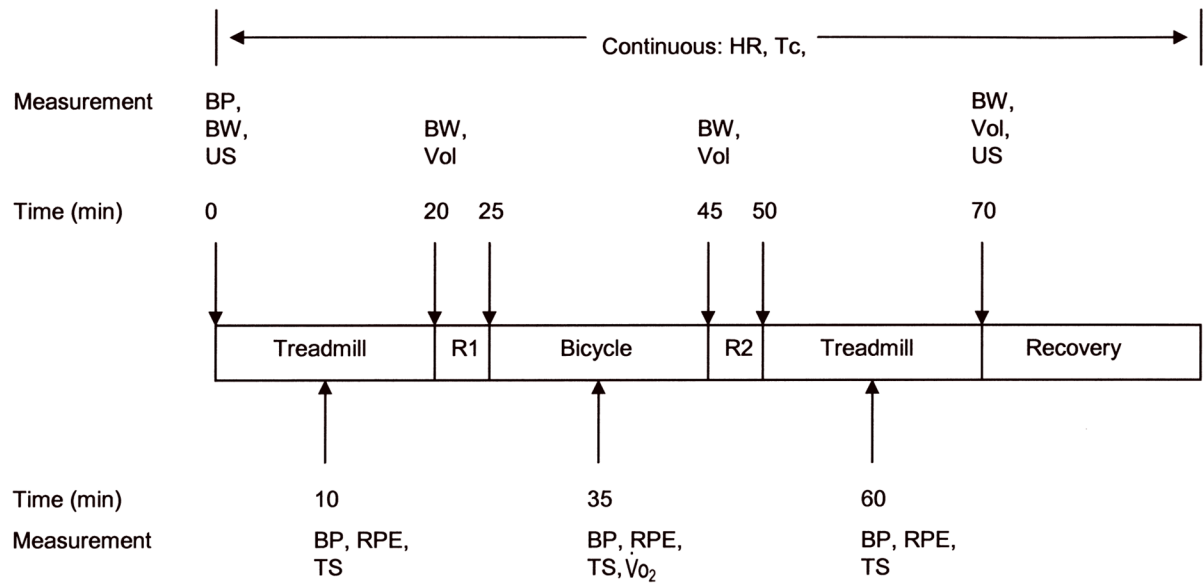 Continuous: HR, Tc,
Measurement BP, BW,
BW, BW, BW, Vol,
US Vol Vol US
Time (min) 0 20 25 45 50 70
Treadmill R1 Bicycle R2 Treadmill Recovery
Time (min) 10 35 60
Measurement BP, RPE, BP, RPE, BP, RPE,
TS TS, V̇o₂ TS